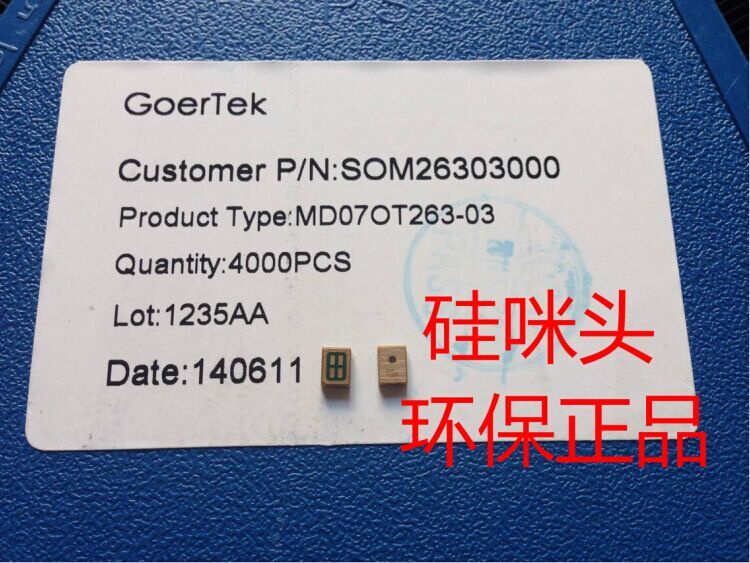 GoerTek
Customer P/N:SOM26303000
Product Type:MD07OT263-03
Quantity:4000PCS
Lot:1235AA
Date:140611
硅咪头
环保正品